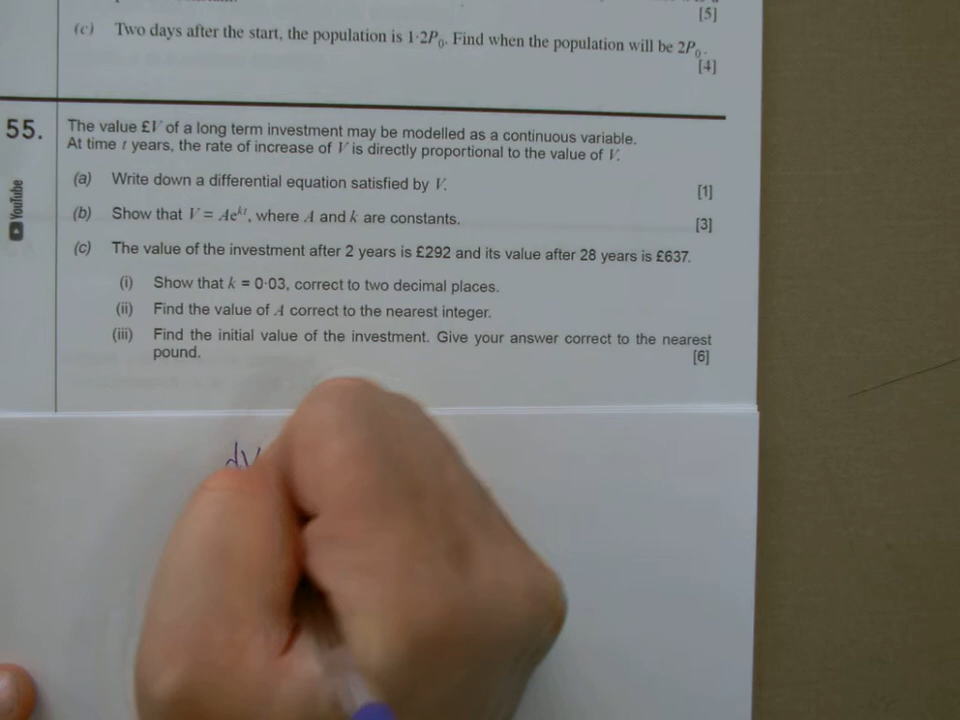 [5]
(c) Two days after the start, the population is 1·2P₀. Find when the population will be 2P₀.
[4]
55.
The value £V of a long term investment may be modelled as a continuous variable.
At time t years, the rate of increase of V is directly proportional to the value of V.
(a) Write down a differential equation satisfied by V.
[1]
(b) Show that V = Aeᵏᵗ, where A and k are constants.
[3]
(c) The value of the investment after 2 years is £292 and its value after 28 years is £637.
(i) Show that k = 0·03, correct to two decimal places.
(ii) Find the value of A correct to the nearest integer.
(iii) Find the initial value of the investment. Give your answer correct to the nearest
pound.
[6]
YouTube
dV